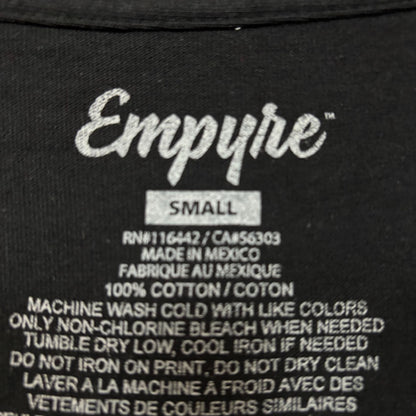 Empyre™
SMALL
RN#116442 / CA#56303
MADE IN MEXICO
FABRIQUE AU MEXIQUE
100% COTTON / COTON
MACHINE WASH COLD WITH LIKE COLORS
ONLY NON-CHLORINE BLEACH WHEN NEEDED
TUMBLE DRY LOW, COOL IRON IF NEEDED
DO NOT IRON ON PRINT, DO NOT DRY CLEAN
LAVER A LA MACHINE A FROID AVEC DES
VETEMENTS DE COULEURS SIMILAIRES